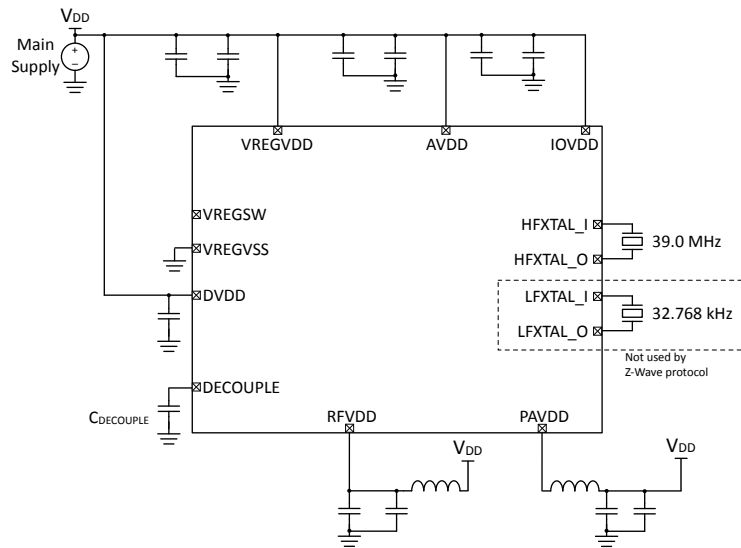 VDD
Main
Supply
+
–
VREGVDD
AVDD
IOVDD
VREGSW
HFXTAL_I
39.0 MHz
VREGVSS
HFXTAL_O
DVDD
LFXTAL_I
32.768 kHz
LFXTAL_O
Not used by
Z-Wave protocol
DECOUPLE
CDECOUPLE
RFVDD
PAVDD
VDD
VDD